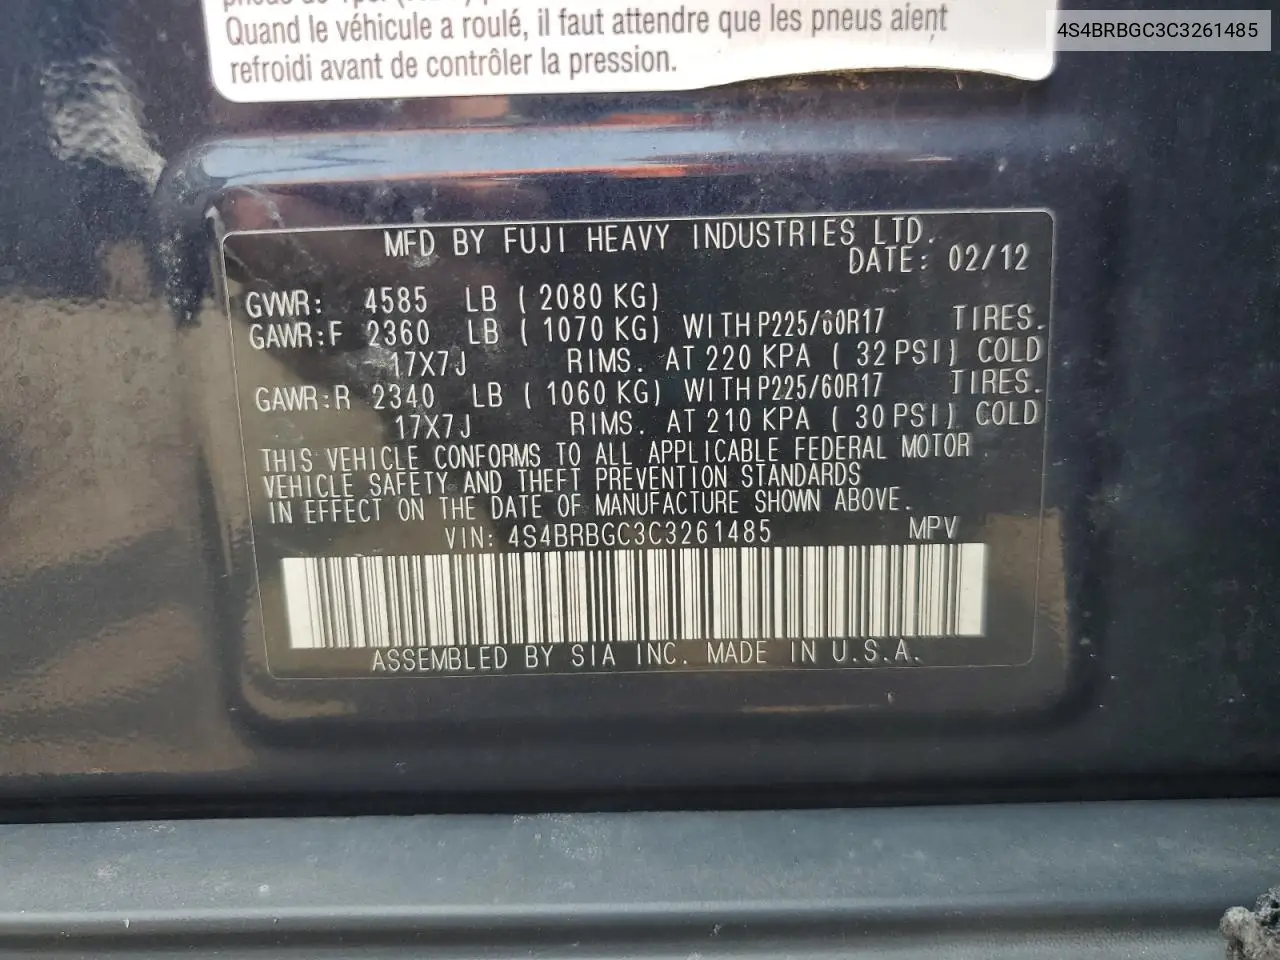 Quand le véhicule a roulé, il faut attendre que les pneus aient
refroidi avant de contrôler la pression.
4S4BRBGC3C3261485
MFD BY FUJI HEAVY INDUSTRIES LTD.
DATE: 02/12
GVWR: 4585 LB ( 2080 KG)
GAWR:F 2360 LB ( 1070 KG) WITH P225/60R17 TIRES.
17X7J RIMS. AT 220 KPA ( 32 PSI) COLD
GAWR:R 2340 LB ( 1060 KG) WITH P225/60R17 TIRES.
17X7J RIMS. AT 210 KPA ( 30 PSI) COLD
THIS VEHICLE CONFORMS TO ALL APPLICABLE FEDERAL MOTOR
VEHICLE SAFETY AND THEFT PREVENTION STANDARDS
IN EFFECT ON THE DATE OF MANUFACTURE SHOWN ABOVE.
VIN: 4S4BRBGC3C3261485 MPV
ASSEMBLED BY SIA INC. MADE IN U.S.A.